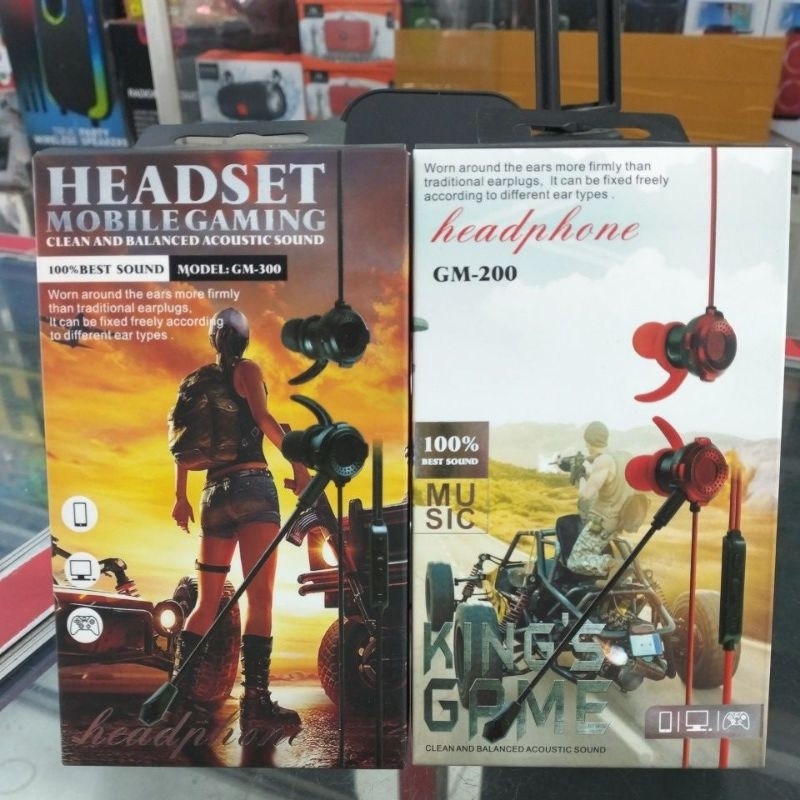 PARTY
WIRELESS SPEAKERS
HEADSET
MOBILE GAMING
CLEAN AND BALANCED ACOUSTIC SOUND
100%BEST SOUND MODEL: GM-300
Worn around the ears more firmly
than traditional earplugs,
It can be fixed freely according
to different ear types .
headphone
Worn around the ears more firmly than
traditional earplugs, It can be fixed freely
according to different ear types .
headphone
GM-200
100%
BEST SOUND
MU
SIC
KING'S
GAME
CLEAN AND BALANCED ACOUSTIC SOUND